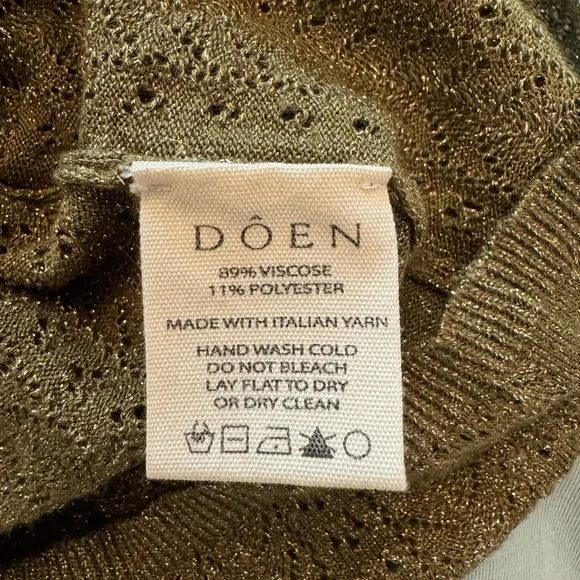 DÔEN
89% VISCOSE
11% POLYESTER
MADE WITH ITALIAN YARN
HAND WASH COLD
DO NOT BLEACH
LAY FLAT TO DRY
OR DRY CLEAN